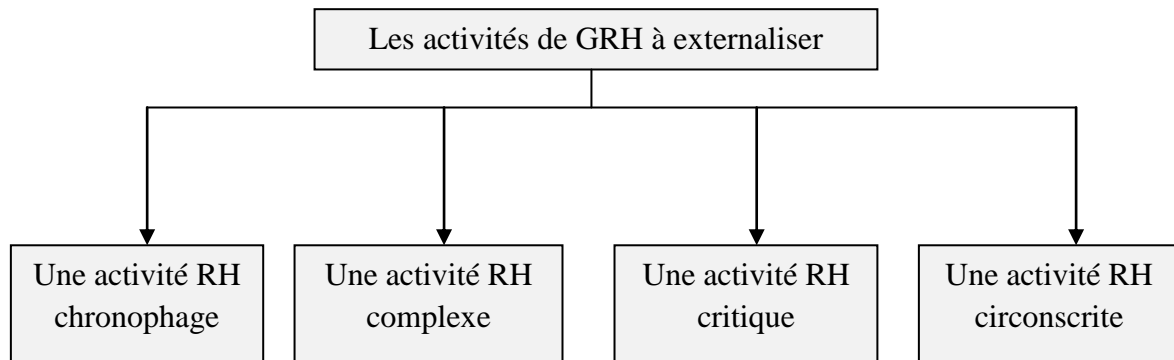 Les activités de GRH à externaliser
Une activité RH
chronophage
Une activité RH
complexe
Une activité RH
critique
Une activité RH
circonscrite